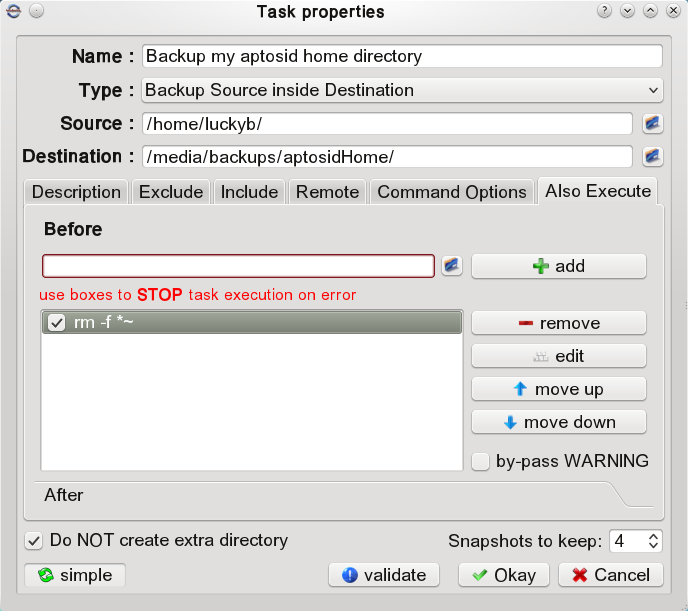 Task properties
Name : Backup my aptosid home directory
Type : Backup Source inside Destination
Source : /home/luckyb/
Destination : /media/backups/aptosidHome/
Description Exclude Include Remote Command Options Also Execute
Before
add
use boxes to STOP task execution on error
rm -f *~
remove
edit
move up
move down
by-pass WARNING
After
Do NOT create extra directory Snapshots to keep: 4
simple validate Okay Cancel